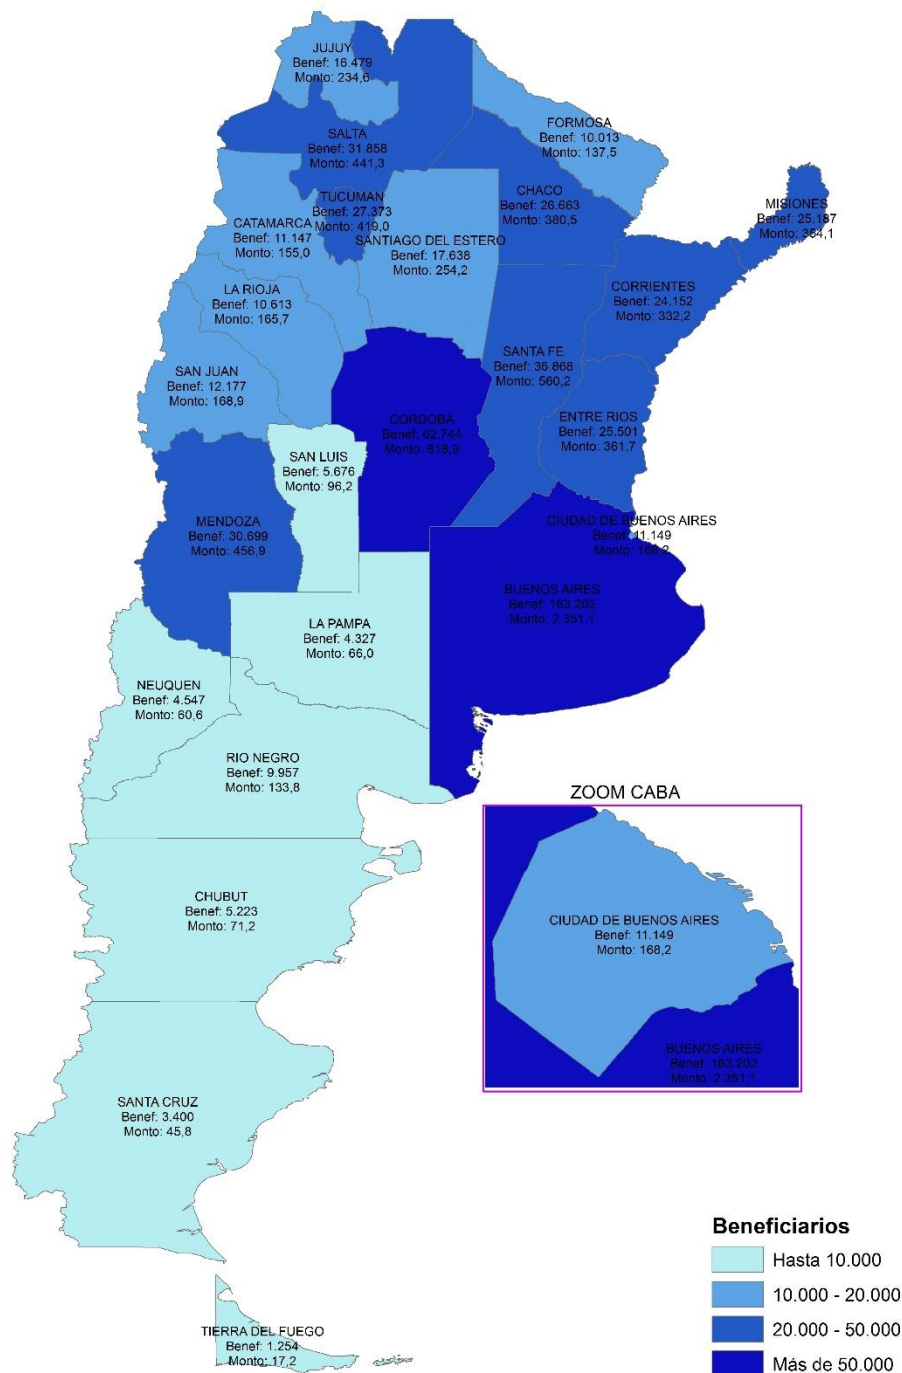 JUJUY
Benef: 16.479
Monto: 234,6
FORMOSA
Benef: 10.013
Monto: 137,5
SALTA
Benef: 31.858
Monto: 441,3
CHACO
Benef: 26.663
Monto: 380,5
TUCUMAN
Benef: 27.373
Monto: 419,0
MISIONES
Benef: 25.187
Monto: 354,1
CATAMARCA
Benef: 11.147
Monto: 155,0
SANTIAGO DEL ESTERO
Benef: 17.638
Monto: 254,2
LA RIOJA
Benef: 10.613
Monto: 165,7
CORRIENTES
Benef: 24.152
Monto: 332,2
SANTA FE
Benef: 36.868
Monto: 560,2
SAN JUAN
Benef: 12.177
Monto: 168,9
CORDOBA
Benef: 62.744
Monto: 818,9
ENTRE RIOS
Benef: 25.501
Monto: 361,7
SAN LUIS
Benef: 5.676
Monto: 96,2
MENDOZA
Benef: 30.699
Monto: 456,9
CIUDAD DE BUENOS AIRES
Benef: 11.149
Monto: 168,2
BUENOS AIRES
Benef: 163.202
Monto: 2.351,1
LA PAMPA
Benef: 4.327
Monto: 66,0
NEUQUEN
Benef: 4.547
Monto: 60,6
RIO NEGRO
Benef: 9.957
Monto: 133,8
ZOOM CABA
CIUDAD DE BUENOS AIRES
Benef: 11.149
Monto: 168,2
BUENOS AIRES
Benef: 163.202
Monto: 2.351,1
CHUBUT
Benef: 5.223
Monto: 71,2
SANTA CRUZ
Benef: 3.400
Monto: 45,8
TIERRA DEL FUEGO
Benef: 1.254
Monto: 17,2
Beneficiarios
Hasta 10.000
10.000 - 20.000
20.000 - 50.000
Más de 50.000